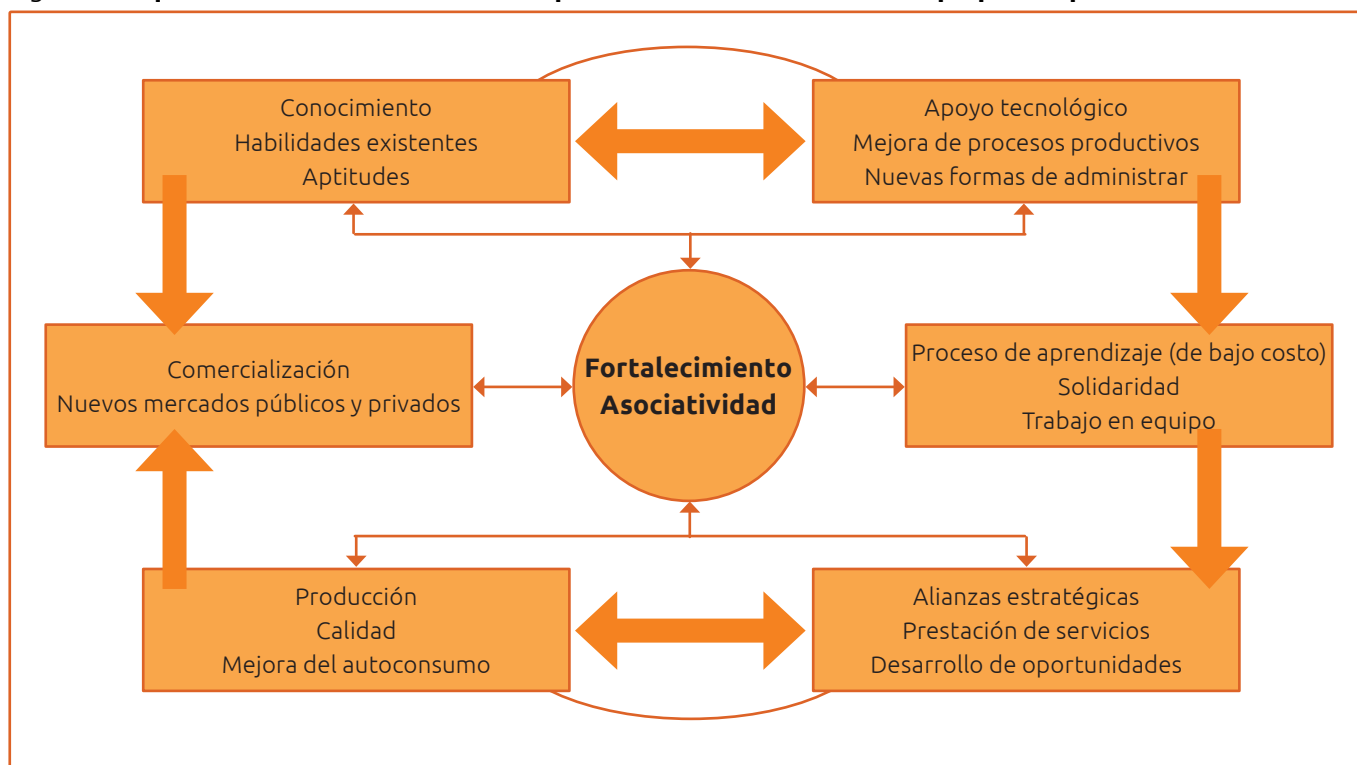 Conocimiento
Habilidades existentes
Aptitudes
Apoyo tecnológico
Mejora de procesos productivos
Nuevas formas de administrar
Comercialización
Nuevos mercados públicos y privados
Fortalecimiento
Asociatividad
Proceso de aprendizaje (de bajo costo)
Solidaridad
Trabajo en equipo
Producción
Calidad
Mejora del autoconsumo
Alianzas estratégicas
Prestación de servicios
Desarrollo de oportunidades